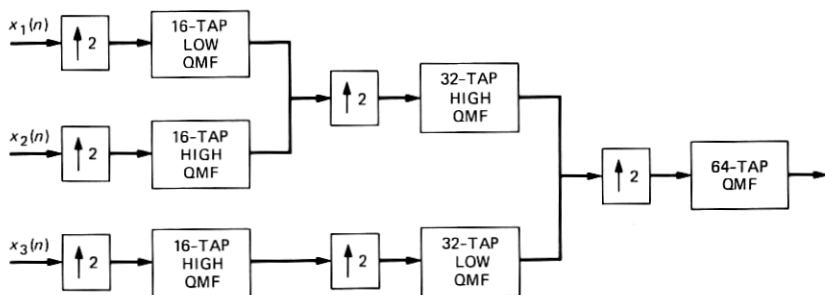 x₁(n)
↑ 2
16-TAP
LOW
QMF
↑ 2
32-TAP
HIGH
QMF
x₂(n)
↑ 2
16-TAP
HIGH
QMF
↑ 2
64-TAP
QMF
x₃(n)
↑ 2
16-TAP
HIGH
QMF
↑ 2
32-TAP
LOW
QMF